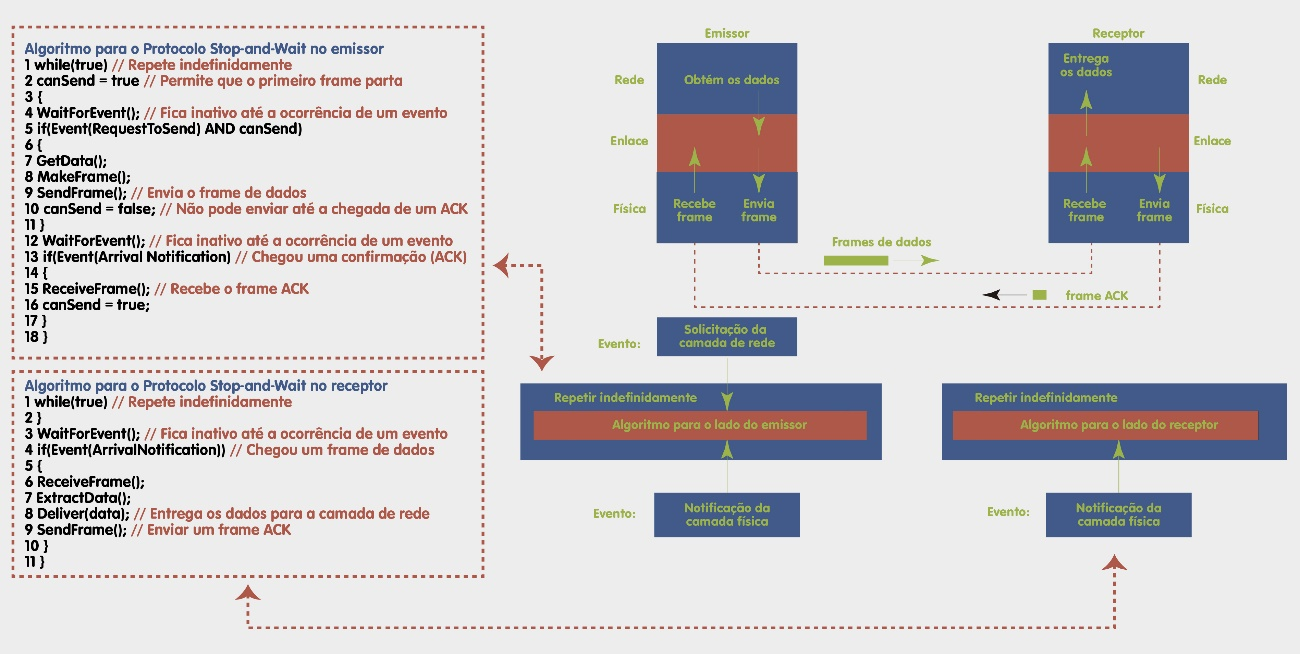 Algoritmo para o Protocolo Stop-and-Wait no emissor
1 while(true) // Repete indefinidamente
2 canSend = true // Permite que o primeiro frame parta
3 {
4 WaitForEvent(); // Fica inativo até a ocorrência de um evento
5 if(Event(RequestToSend) AND canSend)
6 {
7 GetData();
8 MakeFrame();
9 SendFrame(); // Envia o frame de dados
10 canSend = false; // Não pode enviar até a chegada de um ACK
11 }
12 WaitForEvent(); // Fica inativo até a ocorrência de um evento
13 if(Event(Arrival Notification) // Chegou uma confirmação (ACK)
14 {
15 ReceiveFrame(); // Recebe o frame ACK
16 canSend = true;
17 }
18 }
Algoritmo para o Protocolo Stop-and-Wait no receptor
1 while(true) // Repete indefinidamente
2 }
3 WaitForEvent(); // Fica inativo até a ocorrência de um evento
4 if(Event(ArrivalNotification)) // Chegou um frame de dados
5 {
6 ReceiveFrame();
7 ExtractData();
8 Deliver(data); // Entrega os dados para a camada de rede
9 SendFrame(); // Enviar um frame ACK
10 }
11 }
Emissor
Rede
Obtém os dados
Enlace
Física
Recebe
frame
Envia
frame
Receptor
Entrega
os dados
Rede
Enlace
Recebe
frame
Envia
frame
Física
Frames de dados
frame ACK
Evento:
Solicitação da
camada de rede
Repetir indefinidamente
Algoritmo para o lado do emissor
Evento:
Notificação da
camada física
Repetir indefinidamente
Algoritmo para o lado do receptor
Evento:
Notificação da
camada física